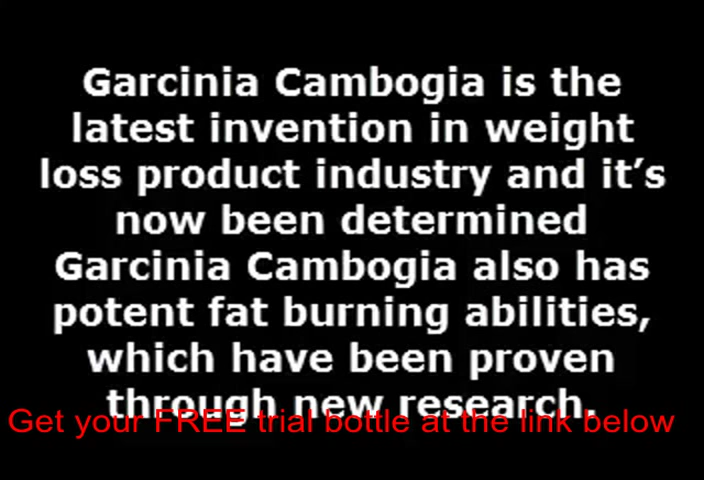 Garcinia Cambogia is the
latest invention in weight
loss product industry and it’s
now been determined
Garcinia Cambogia also has
potent fat burning abilities,
which have been proven
through new research.
Get your FREE trial bottle at the link below